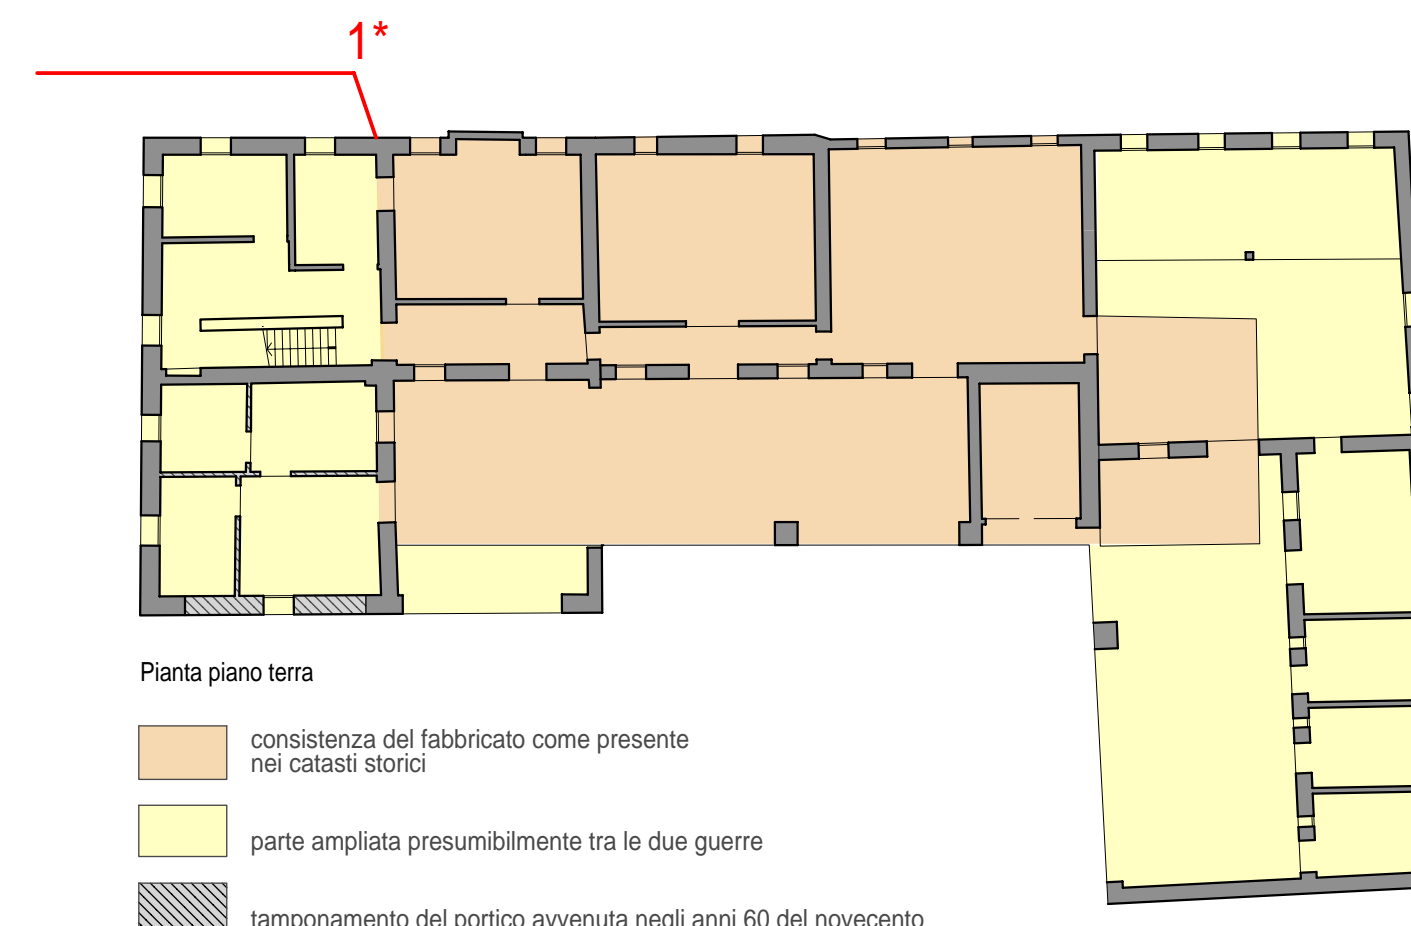 1*
Pianta piano terra
consistenza del fabbricato come presente
nei catasti storici
parte ampliata presumibilmente tra le due guerre
tamponamento del portico avvenuta negli anni 60 del novecento